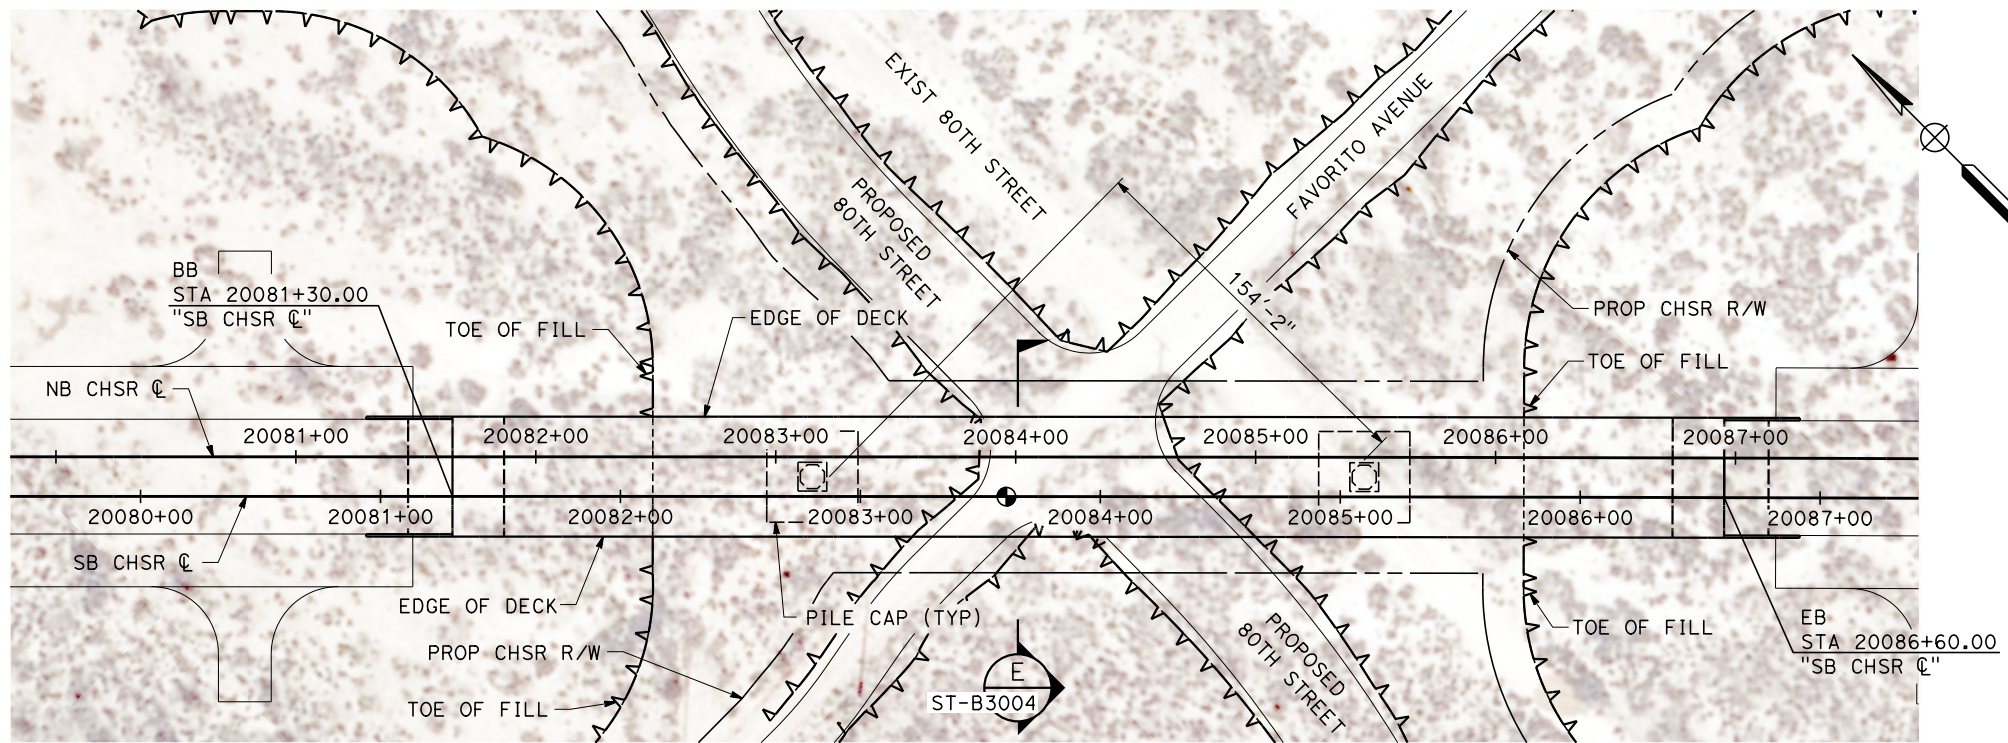 EXIST 80TH STREET
FAVORITO AVENUE
PROPOSED
80TH STREET
BB
STA 20081+30.00
"SB CHSR ℄"
TOE OF FILL
EDGE OF DECK
154'-2"
PROP CHSR R/W
TOE OF FILL
NB CHSR ℄
20081+00
20082+00
20083+00
20084+00
20085+00
20086+00
20087+00
20080+00
20081+00
20082+00
20083+00
20084+00
20085+00
20086+00
20087+00
SB CHSR ℄
EDGE OF DECK
PILE CAP (TYP)
PROP CHSR R/W
TOE OF FILL
E
ST-B3004
PROPOSED
80TH STREET
TOE OF FILL
EB
STA 20086+60.00
"SB CHSR ℄"